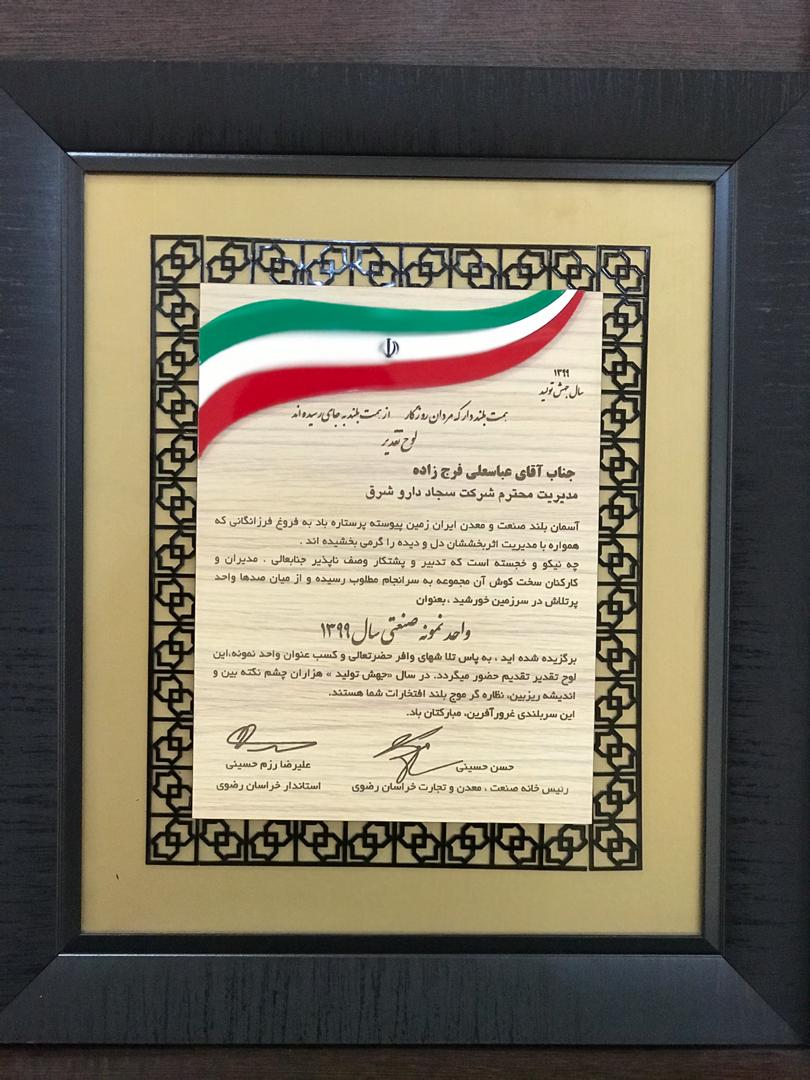 ۱۳۹۹
سال جهش تولید
همت بلند دار که مردان روزگار از همت بلند به جای رسیده اند
لوح تقدیر
جناب آقای عباسعلی فرج زاده
مدیریت محترم شرکت سجاد دارو شرق
آسمان بلند صنعت و معدن ایران زمین پیوسته پرستاره باد به فروغ فرزانگانی که
همواره با مدیریت اثربخششان دل و دیده را گرمی بخشیده اند .
چه نیکو و خجسته است که تدبیر و پشتکار وصف ناپذیر جنابعالی ، مدیران و
کارکنان سخت کوش آن مجموعه به سرانجام مطلوب رسیده و از میان صدها واحد
پرتلاش در سرزمین خورشید ،بعنوان
واحد نمونه صنعتی سال ۱۳۹۹
برگزیده شده اید ، به پاس تلا شهای وافر حضرتعالی و کسب عنوان واحد نمونه،این
لوح تقدیر تقدیم حضور میگردد. در سال «جهش تولید » هزاران چشم نکته بین و
اندیشه ریزبین، نظاره گر موج بلند افتخارات شما هستند.
این سربلندی غرورآفرین، مبارکتان باد.
حسن حسینی
رئیس خانه صنعت ، معدن و تجارت خراسان رضوی
علیرضا رزم حسینی
استاندار خراسان رضوی